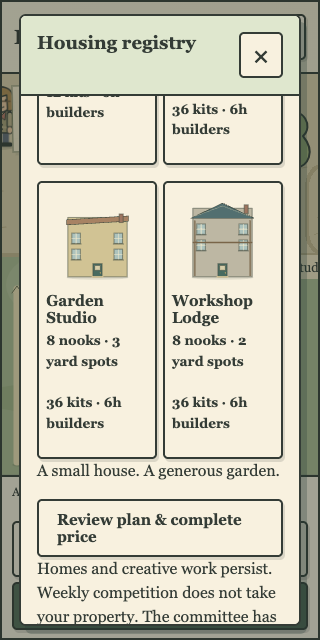 Housing registry
×
builders
36 kits · 6h
builders
Garden
Studio
8 nooks · 3
yard spots
36 kits · 6h
builders
Workshop
Lodge
8 nooks · 2
yard spots
36 kits · 6h
builders
A small house. A generous garden.
Review plan & complete
price
Homes and creative work persist.
Weekly competition does not take
your property. The committee has